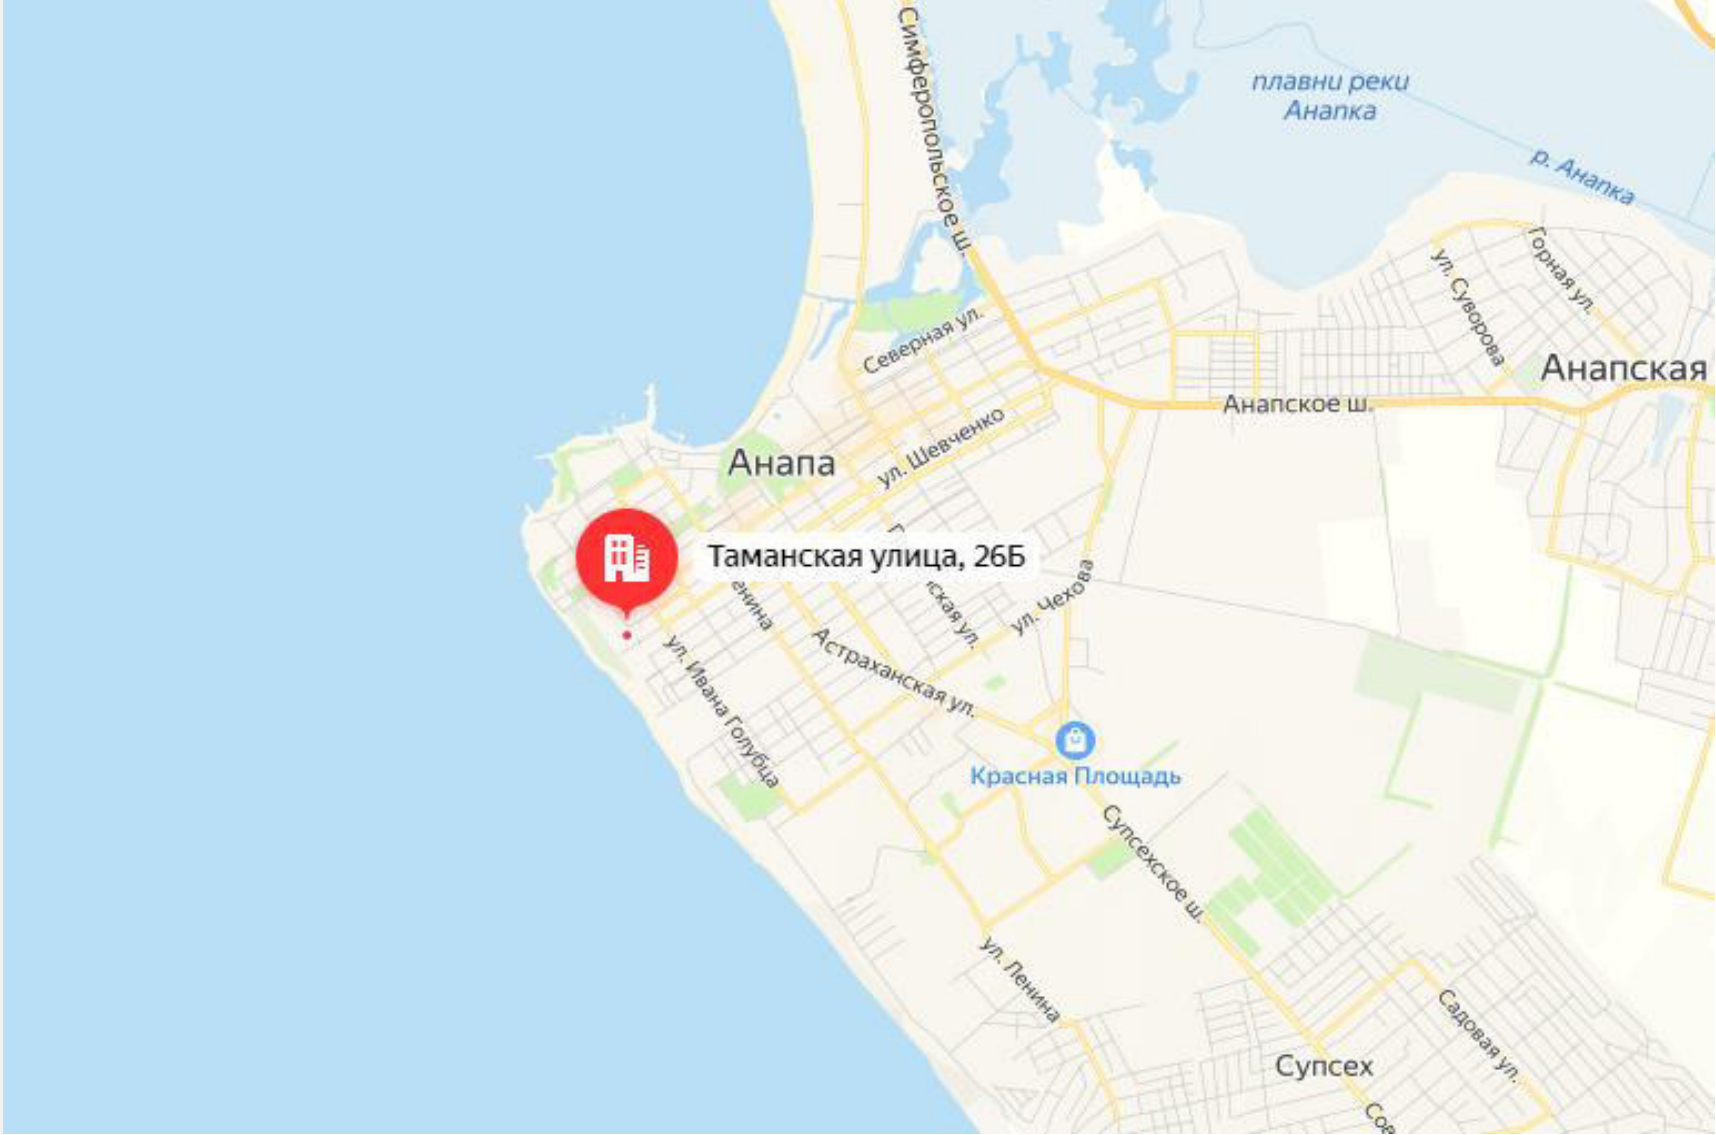 Симферопольское ш.
плавни реки
Анапка
р. Анапка
Горная ул.
ул. Суворова
Северная ул.
Анапская
Анапское ш.
ул. Шевченко
Анапа
Таманская улица, 26Б
ул. Чехова
Астраханская ул.
ул. Ивана Голубца
Красная Площадь
Супсехское ш.
ул. Ленина
Садовая ул.
Супсех